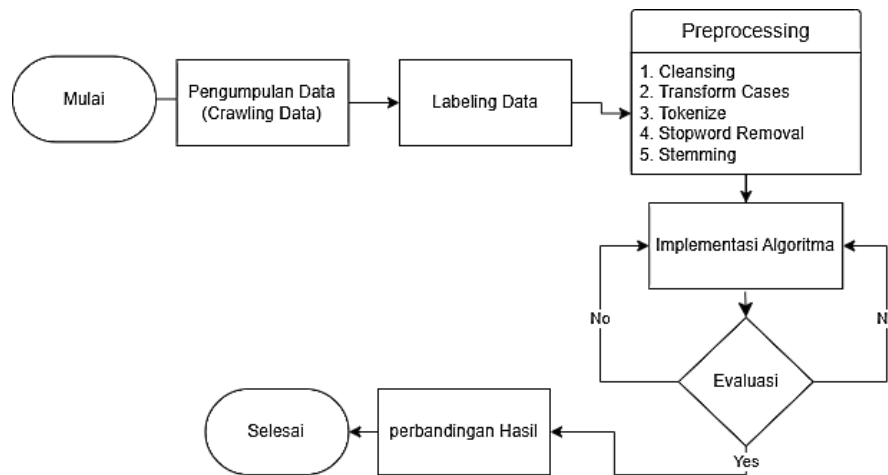 Preprocessing
Mulai
Pengumpulan Data
(Crawling Data)
Labeling Data
1. Cleansing
2. Transform Cases
3. Tokenize
4. Stopword Removal
5. Stemming
Implementasi Algoritma
No
N
Evaluasi
Selesai
perbandingan Hasil
Yes